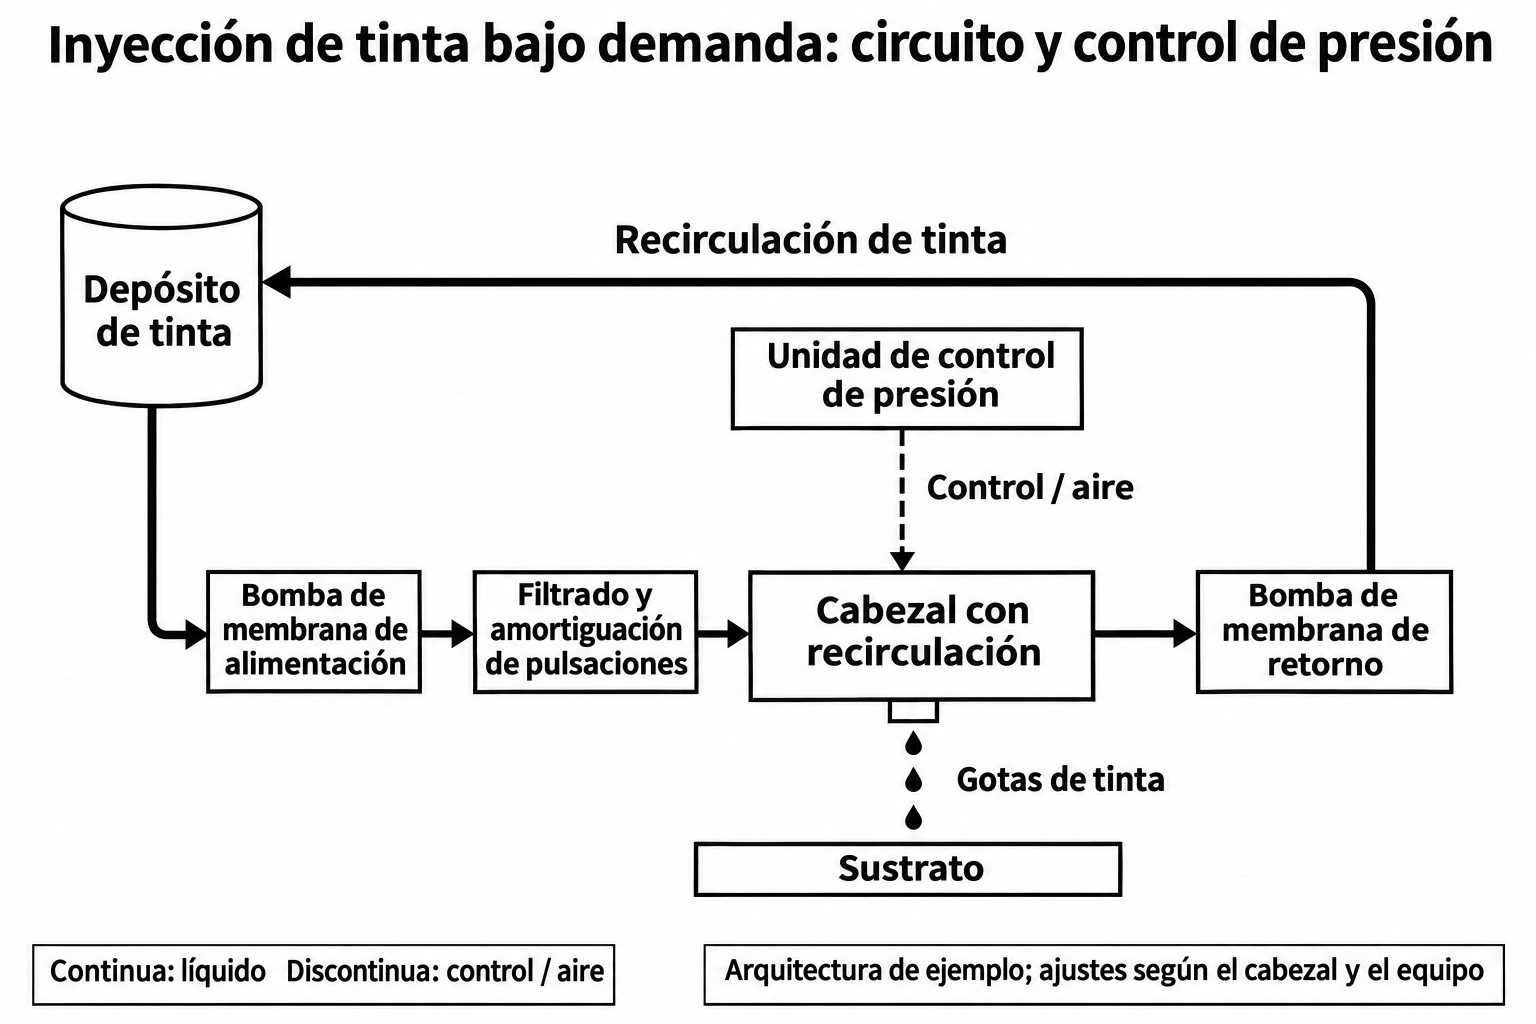 Inyección de tinta bajo demanda: circuito y control de presión
Recirculación de tinta
Depósito
de tinta
Unidad de control
de presión
Control / aire
Bomba de
membrana de
alimentación
Filtrado y
amortiguación
de pulsaciones
Cabezal con
recirculación
Bomba de
membrana de
retorno
Gotas de tinta
Sustrato
Continua: líquido   Discontinua: control / aire
Arquitectura de ejemplo; ajustes según el cabezal y el equipo